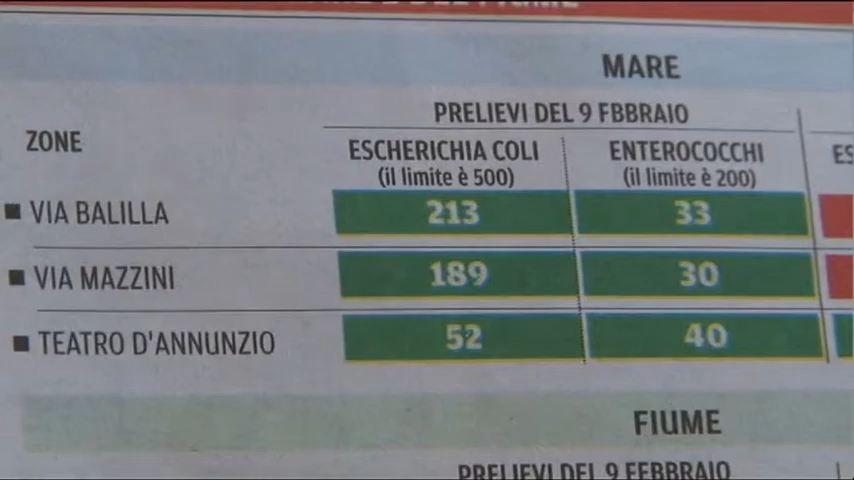 MARE
PRELIEVI DEL 9 FBBRAIO
ZONE
ESCHERICHIA COLI ENTEROCOCCHI ES
(il limite è 500) (il limite è 200)
VIA BALILLA 213 33
VIA MAZZINI 189 30
TEATRO D'ANNUNZIO 52 40
FIUME
PRELIEVI DEL 9 FEBBRAIO